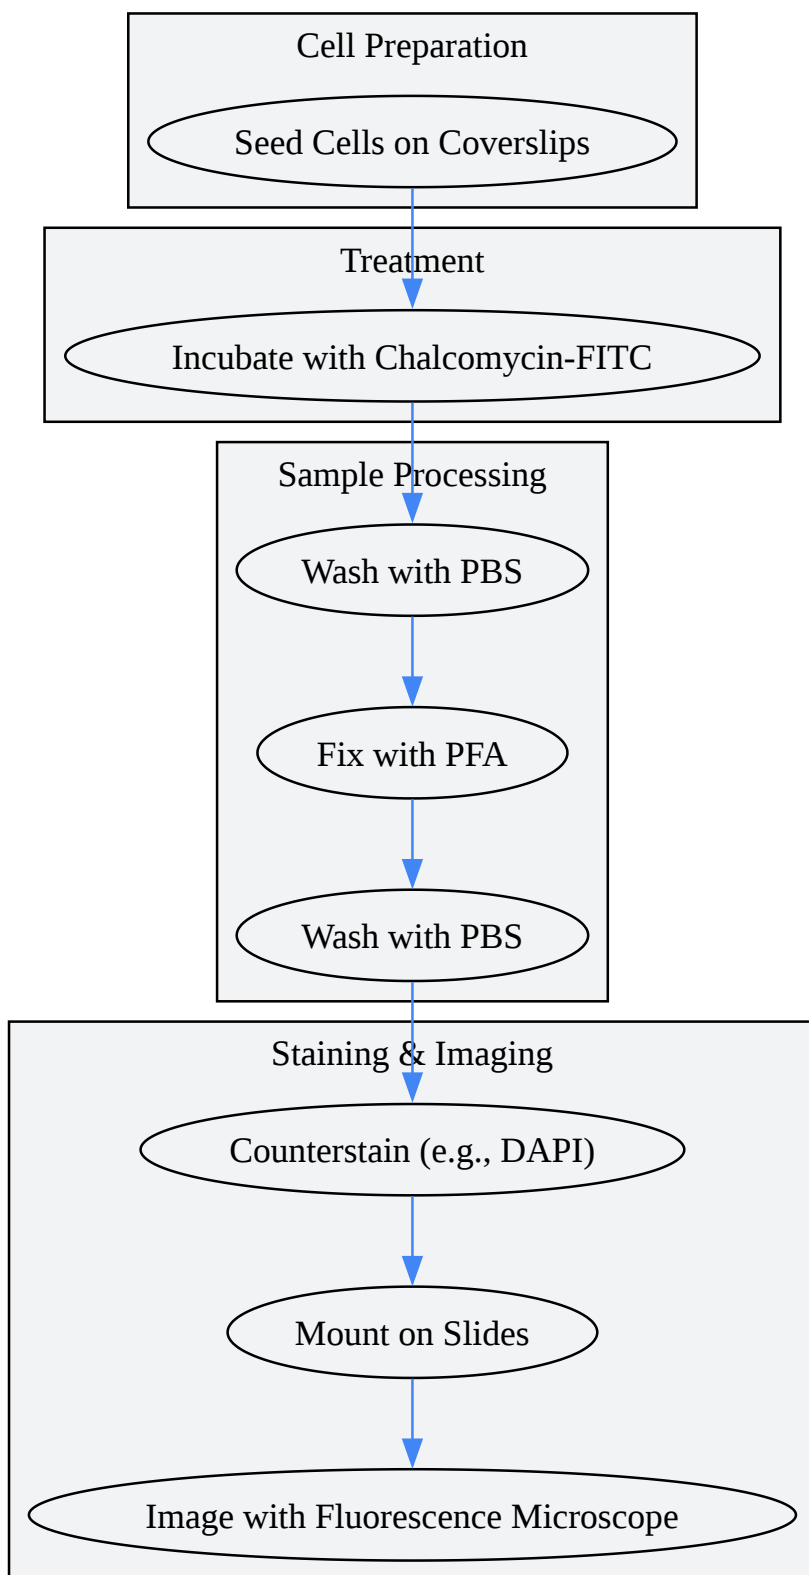 Cell Preparation
Seed Cells on Coverslips
Treatment
Incubate with Chalcomycin-FITC
Sample Processing
Wash with PBS
Fix with PFA
Wash with PBS
Staining & Imaging
Counterstain (e.g., DAPI)
Mount on Slides
Image with Fluorescence Microscope